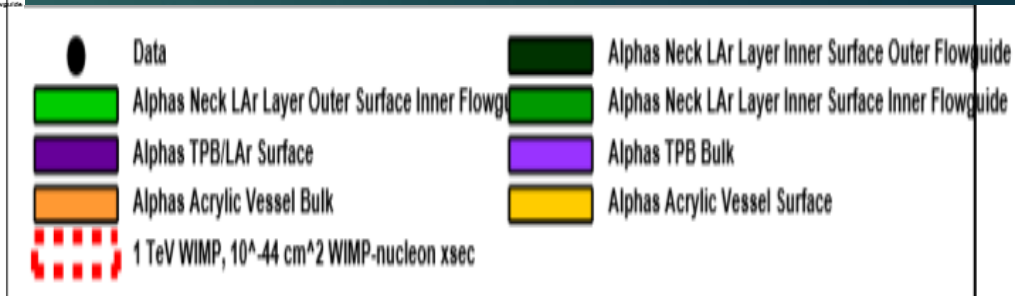 Data
Alphas Neck LAr Layer Inner Surface Outer Flowguide
Alphas Neck LAr Layer Outer Surface Inner Flowgu
Alphas Neck LAr Layer Inner Surface Inner Flowguide
Alphas TPB/LAr Surface
Alphas TPB Bulk
Alphas Acrylic Vessel Bulk
Alphas Acrylic Vessel Surface
1 TeV WIMP, 10^-44 cm^2 WIMP-nucleon xsec